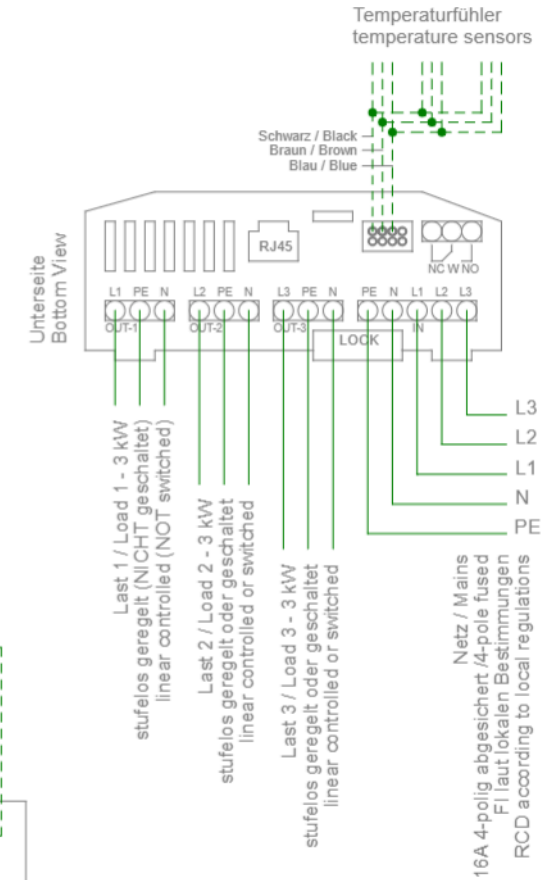 Temperaturfühler
temperature sensors
Schwarz / Black
Braun / Brown
Blau / Blue
Unterseite
Bottom View
RJ45
NC W NO
L1 PE N
L2 PE N
L3 PE N
PE N L1 L2 L3
OUT-1
OUT-2
OUT-3
IN
LOCK
L3
L2
L1
N
PE
Last 1 / Load 1 - 3 kW
stufelos geregelt (NICHT geschaltet)
linear controlled (NOT switched)
Last 2 / Load 2 - 3 kW
stufelos geregelt oder geschaltet
linear controlled or switched
Last 3 / Load 3 - 3 kW
stufelos geregelt oder geschaltet
linear controlled or switched
Netz / Mains
16A 4-polig abgesichert /4-pole fused
FI laut lokalen Bestimmungen
RCD according to local regulations